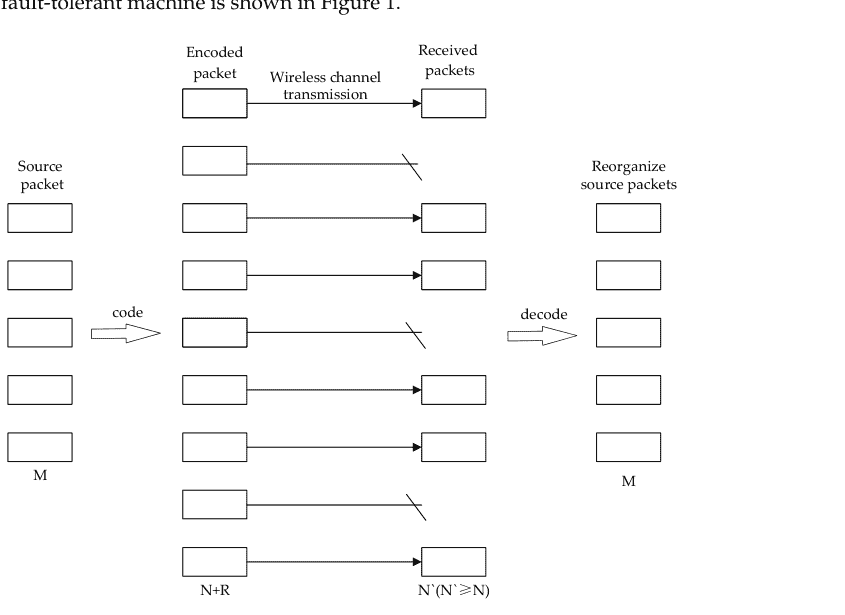 fault-tolerant machine is shown in Figure 1.
Encoded
packet
Wireless channel
transmission
Received
packets
Source
packet
Reorganize
source packets
code
decode
M
M
N+R
N`(N`≥N)